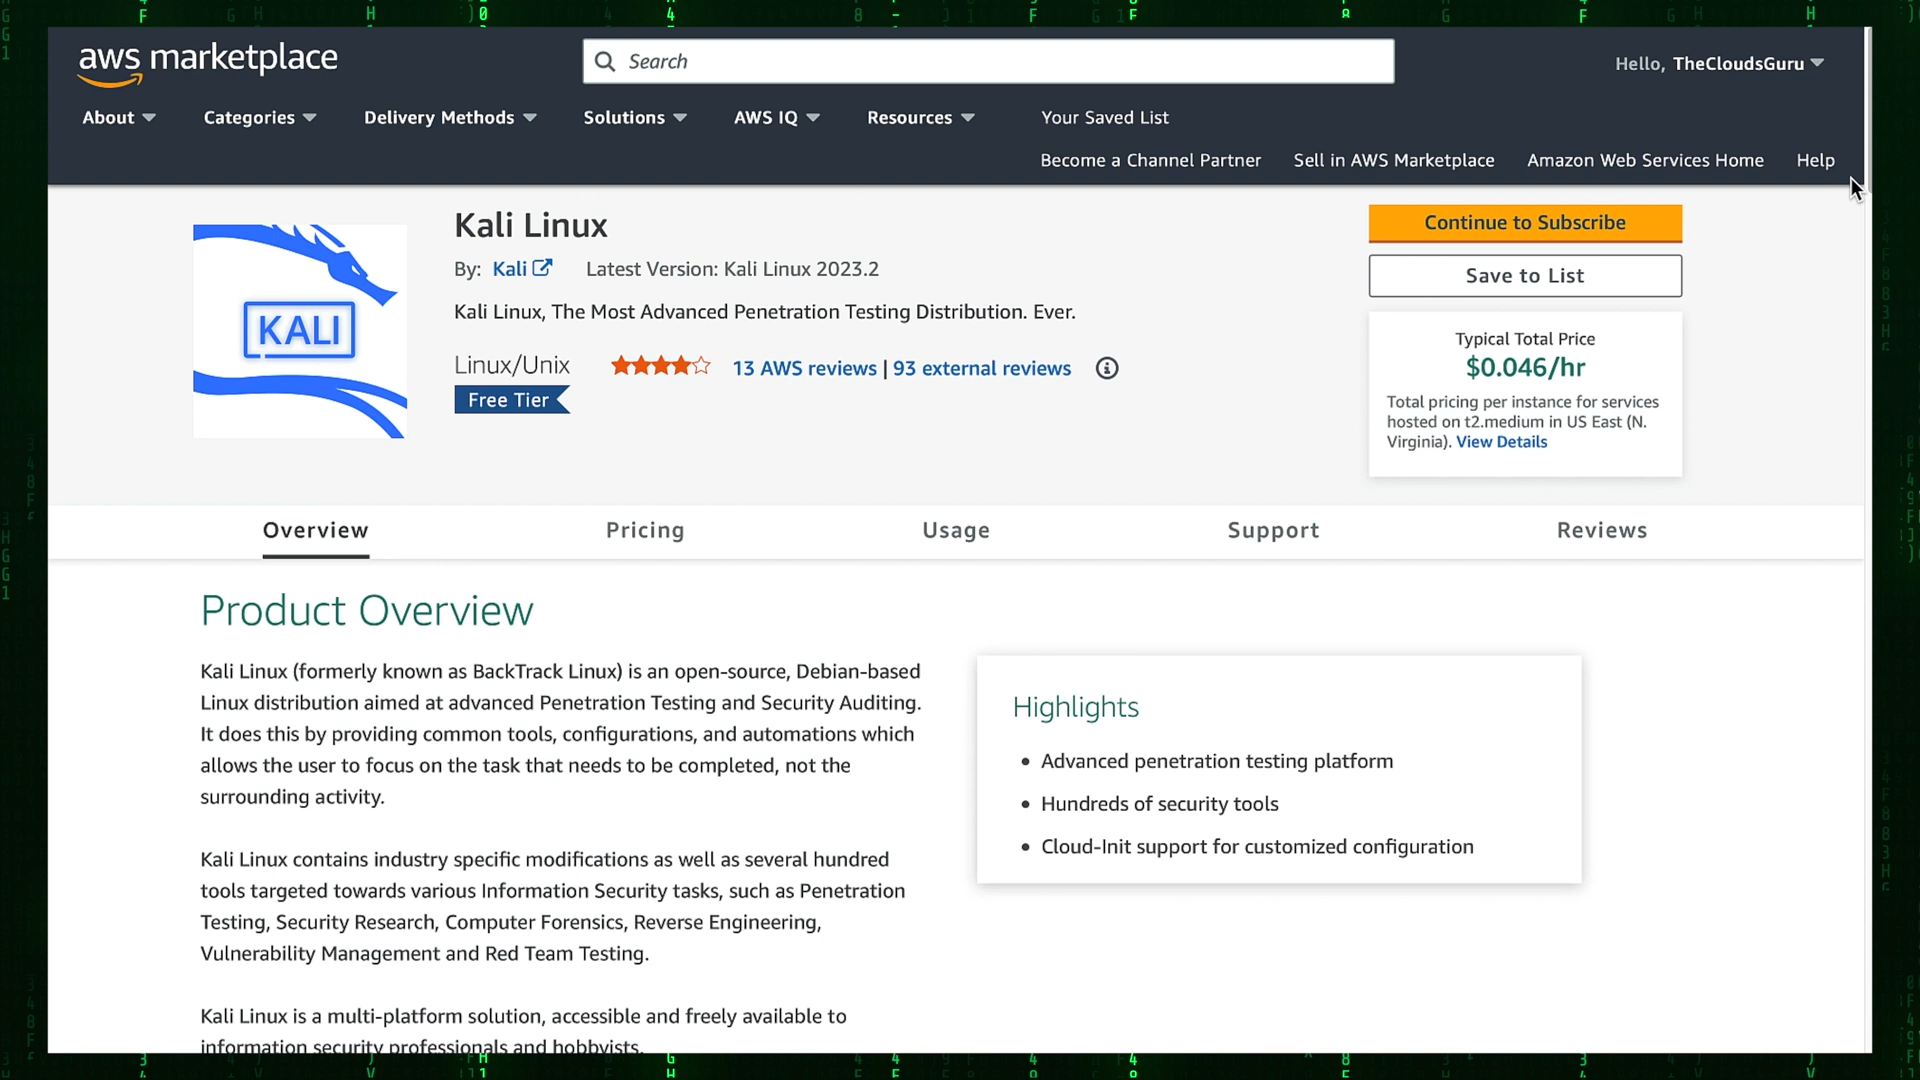 aws marketplace
Search
Hello, TheCloudsGuru
About
Categories
Delivery Methods
Solutions
AWS IQ
Resources
Your Saved List
Become a Channel Partner
Sell in AWS Marketplace
Amazon Web Services Home
Help
KALI
Kali Linux
By: Kali
Latest Version: Kali Linux 2023.2
Kali Linux, The Most Advanced Penetration Testing Distribution. Ever.
Linux/Unix
13 AWS reviews | 93 external reviews
Free Tier
Continue to Subscribe
Save to List
Typical Total Price
$0.046/hr
Total pricing per instance for services
hosted on t2.medium in US East (N.
Virginia). View Details
Overview
Pricing
Usage
Support
Reviews
Product Overview
Kali Linux (formerly known as BackTrack Linux) is an open-source, Debian-based
Linux distribution aimed at advanced Penetration Testing and Security Auditing.
It does this by providing common tools, configurations, and automations which
allows the user to focus on the task that needs to be completed, not the
surrounding activity.
Kali Linux contains industry specific modifications as well as several hundred
tools targeted towards various Information Security tasks, such as Penetration
Testing, Security Research, Computer Forensics, Reverse Engineering,
Vulnerability Management and Red Team Testing.
Kali Linux is a multi-platform solution, accessible and freely available to
information security professionals and hobbyists.
Highlights
• Advanced penetration testing platform
• Hundreds of security tools
• Cloud-Init support for customized configuration